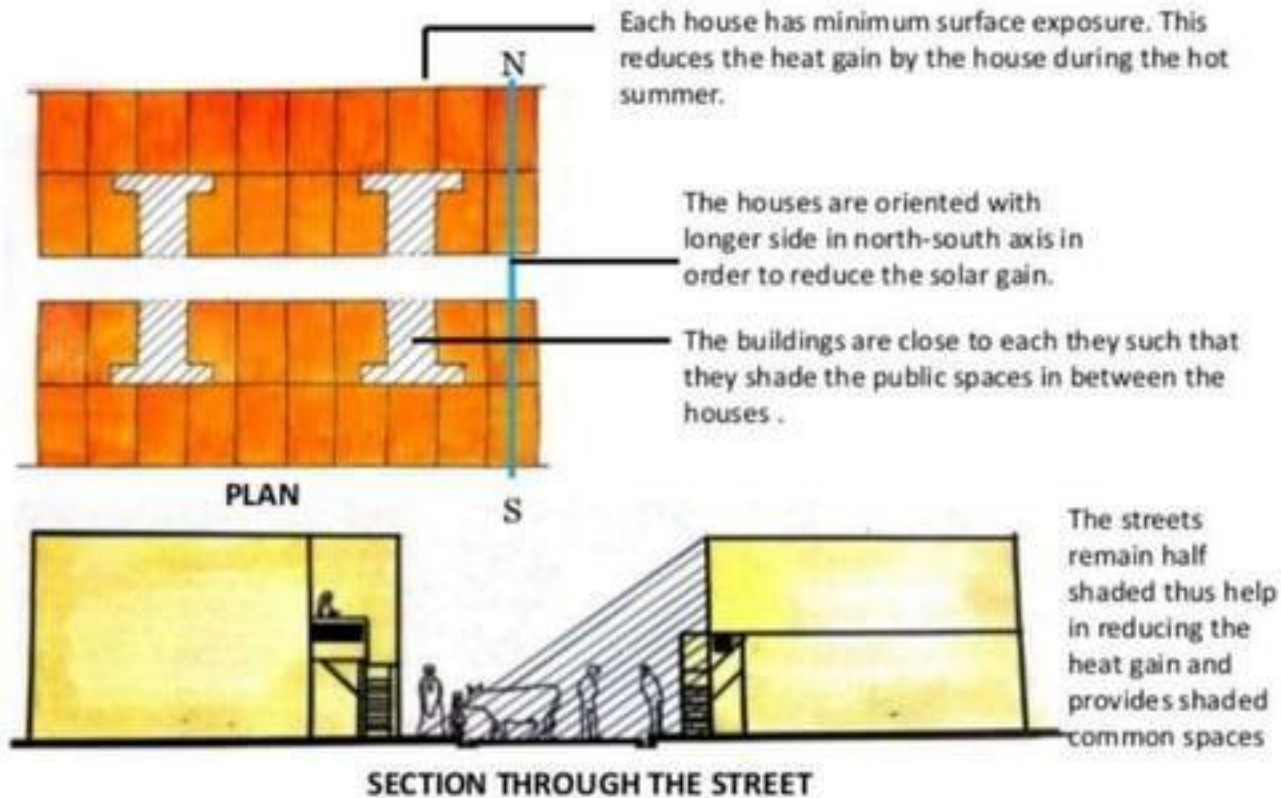 Each house has minimum surface exposure. This
reduces the heat gain by the house during the hot
summer.
N
The houses are oriented with
longer side in north-south axis in
order to reduce the solar gain.
The buildings are close to each they such that
they shade the public spaces in between the
houses .
PLAN
S
The streets
remain half
shaded thus help
in reducing the
heat gain and
provides shaded
common spaces
SECTION THROUGH THE STREET